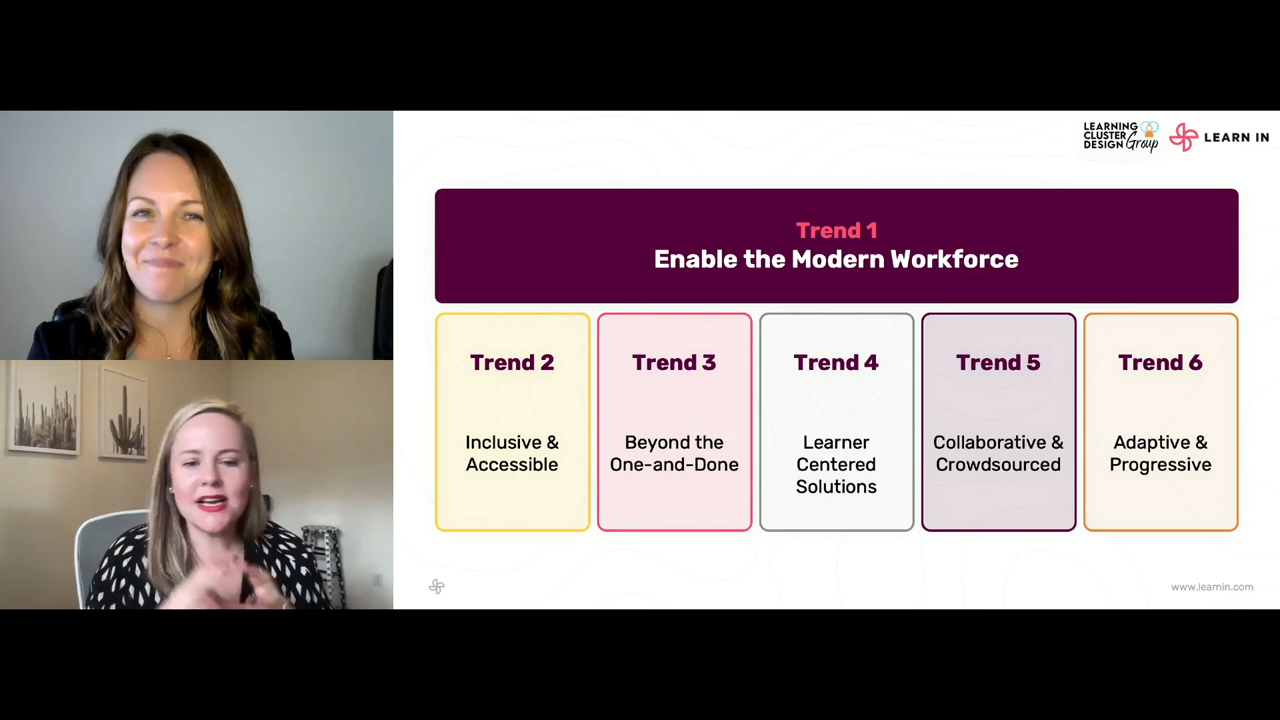 LEARNING
CLUSTER
DESIGN Group
LEARN IN
Trend 1
Enable the Modern Workforce
Trend 2
Inclusive &
Accessible
Trend 3
Beyond the
One-and-Done
Trend 4
Learner
Centered
Solutions
Trend 5
Collaborative &
Crowdsourced
Trend 6
Adaptive &
Progressive
www.learnin.com